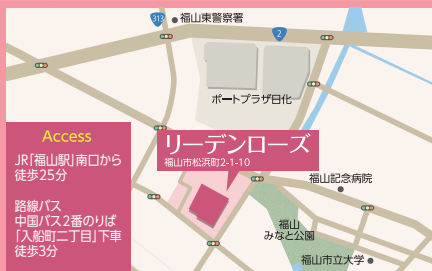 313
福山東警察署
2
ポートプラザ日化
Access
JR「福山駅」南口から
徒歩25分
路線バス
中国バス2番のりば
「入船町二丁目」下車
徒歩3分
リーデンローズ
福山市松浜町2-1-10
福山記念病院
福山
みなと公園
福山市立大学